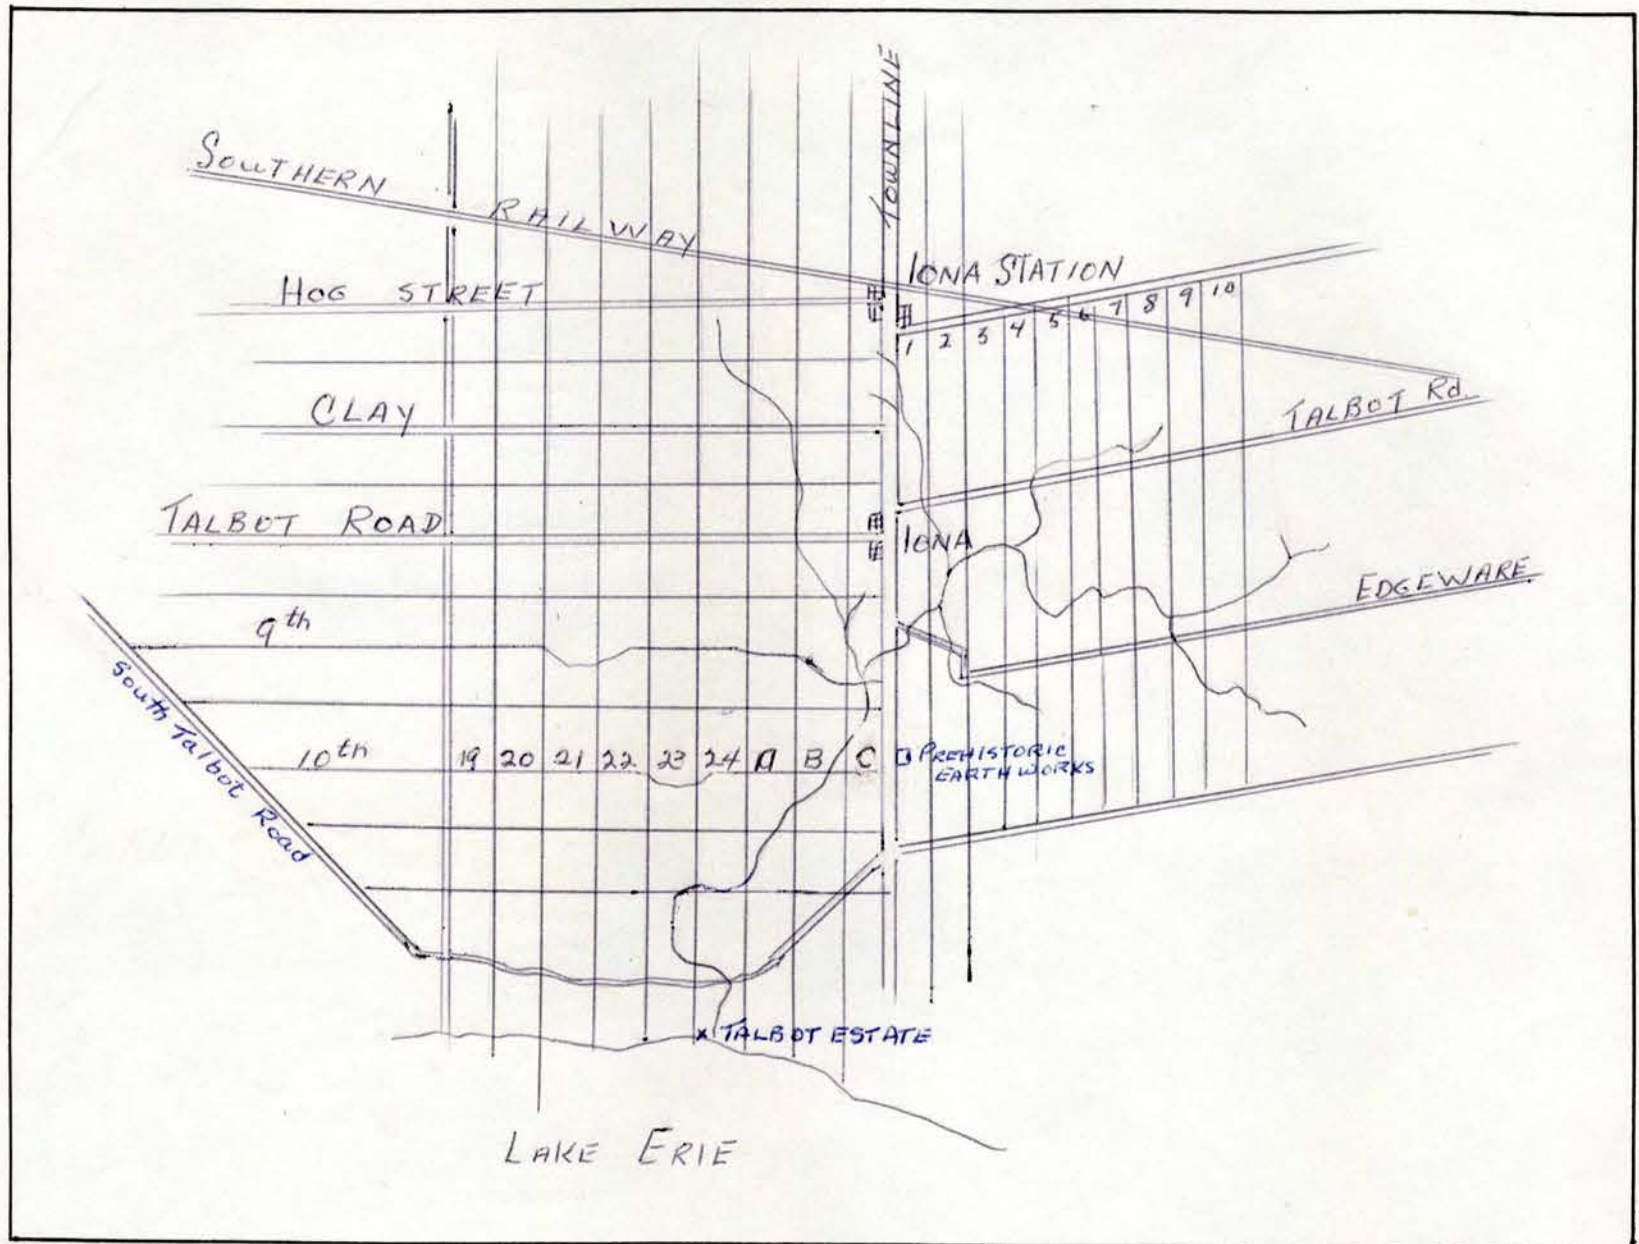 TOWNLINE
SOUTHERN RAILWAY
IONA STATION
HOG STREET
1 2 3 4 5 6 7 8 9 10
CLAY
TALBOT Rd.
TALBOT ROAD
IONA
EDGEWARE
9th
South Talbot Road
10th
19 20 21 22 23 24 A B C
PREHISTORIC
EARTHWORKS
X TALBOT ESTATE
LAKE ERIE